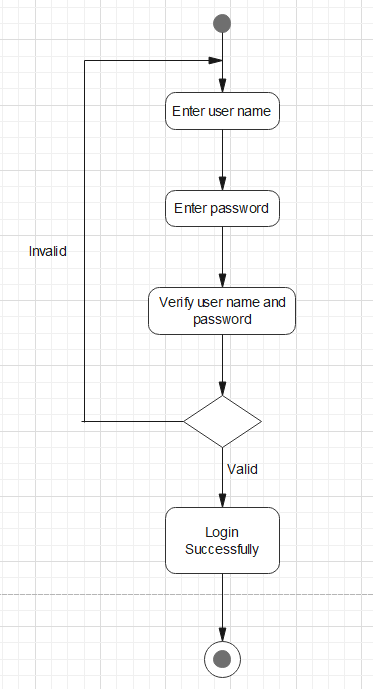 Enter user name
Enter password
Invalid
Verify user name and
password
Valid
Login
Successfully